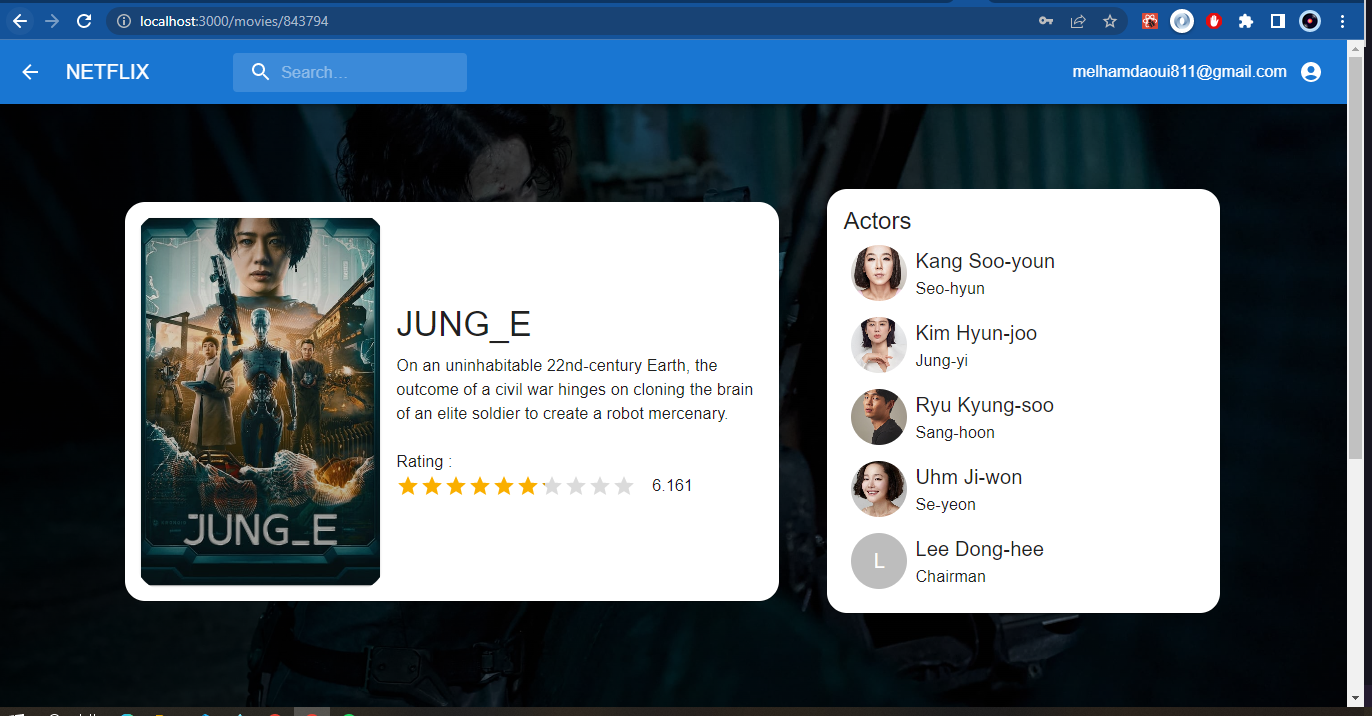 localhost:3000/movies/843794
NETFLIX
Search...
melhamdaoui811@gmail.com
JUNG_E
JUNG_E
On an uninhabitable 22nd-century Earth, the
outcome of a civil war hinges on cloning the brain
of an elite soldier to create a robot mercenary.
Rating :
6.161
Actors
Kang Soo-youn
Seo-hyun
Kim Hyun-joo
Jung-yi
Ryu Kyung-soo
Sang-hoon
Uhm Ji-won
Se-yeon
L
Lee Dong-hee
Chairman